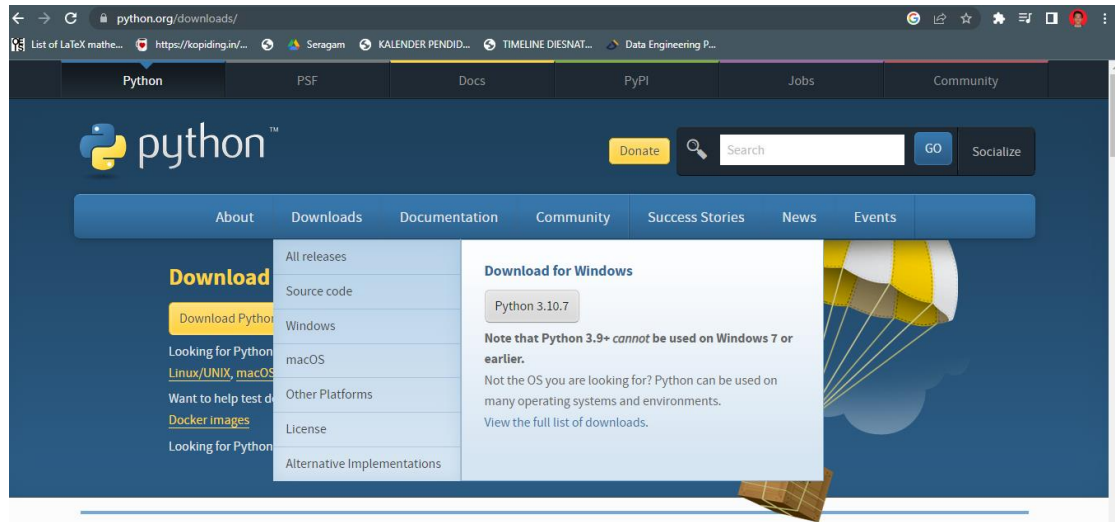 python.org/downloads/
List of LaTeX mathe... https://kopiding.in/... Seragam KALENDER PENDID... TIMELINE DIESNAT... Data Engineering P...
Python PSF Docs PyPI Jobs Community
python™
Donate Search GO Socialize
About Downloads Documentation Community Success Stories News Events
All releases
Source code
Windows
macOS
Other Platforms
License
Alternative Implementations
Download for Windows
Python 3.10.7
Note that Python 3.9+ cannot be used on Windows 7 or
earlier.
Not the OS you are looking for? Python can be used on
many operating systems and environments.
View the full list of downloads.
Download
Download Python
Looking for Python
Linux/UNIX, macOS
Want to help test d
Docker images
Looking for Python